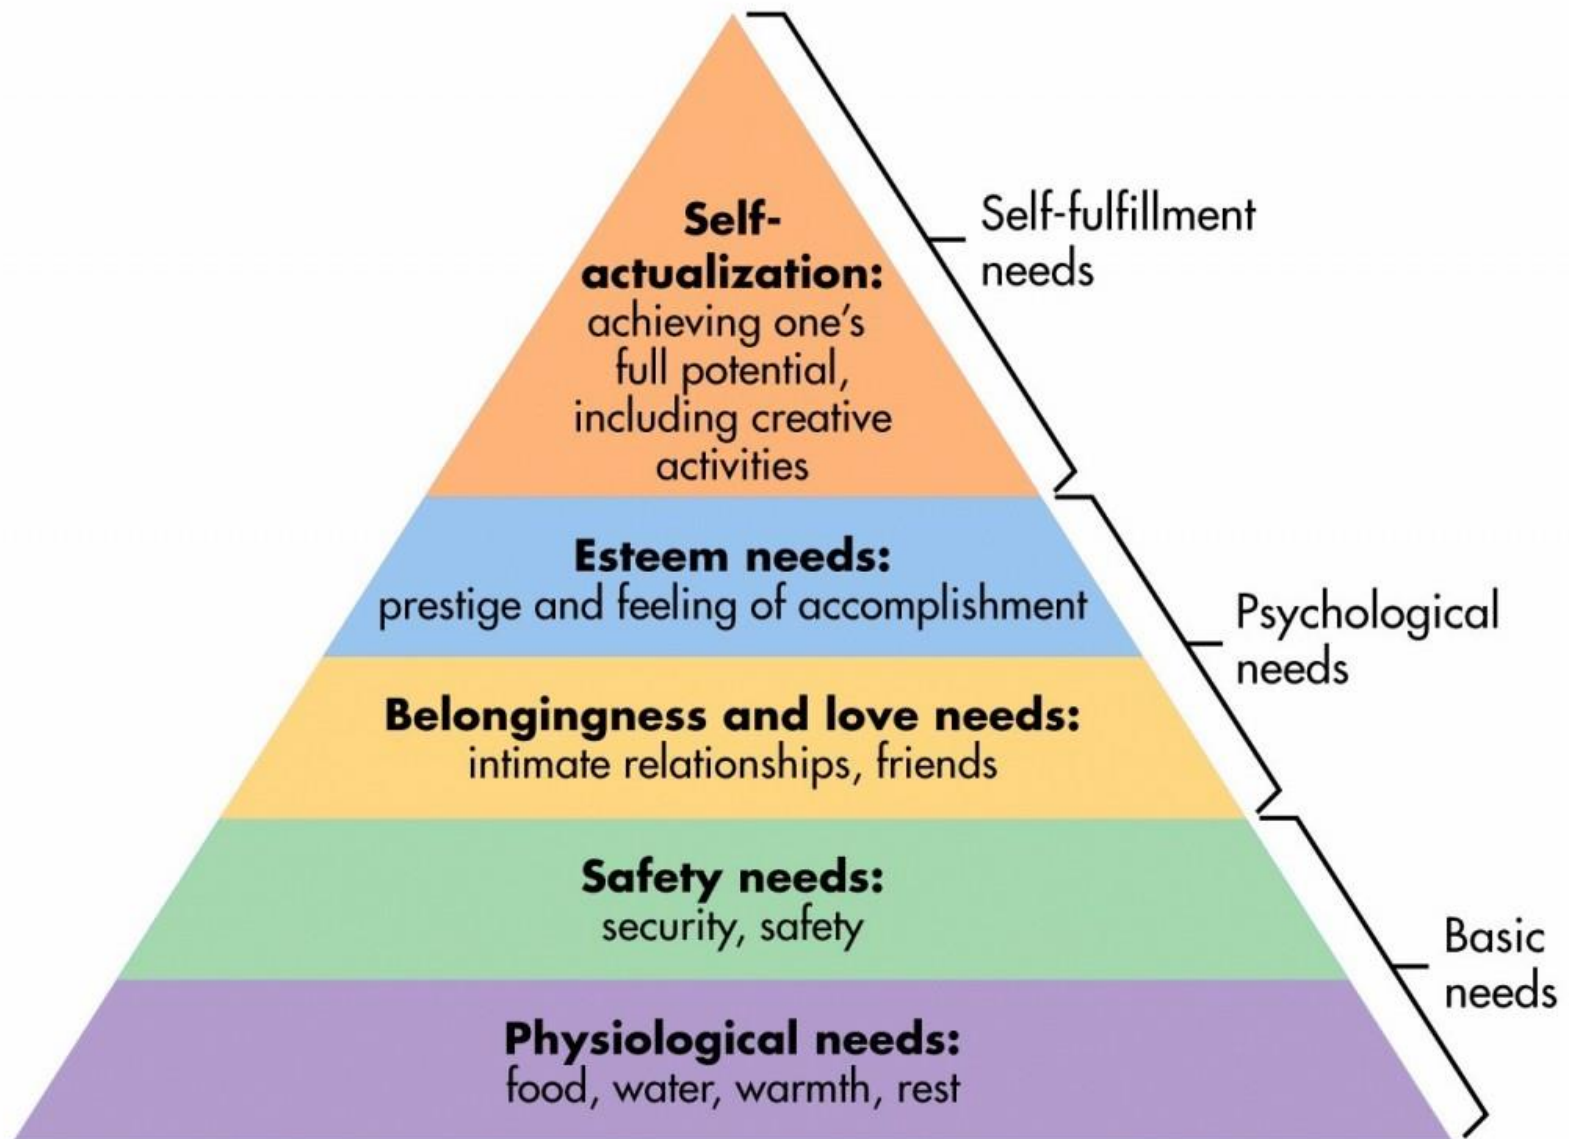 Self-
actualization:
achieving one's
full potential,
including creative
activities
Self-fulfillment
needs
Esteem needs:
prestige and feeling of accomplishment
Belongingness and love needs:
intimate relationships, friends
Psychological
needs
Safety needs:
security, safety
Physiological needs:
food, water, warmth, rest
Basic
needs